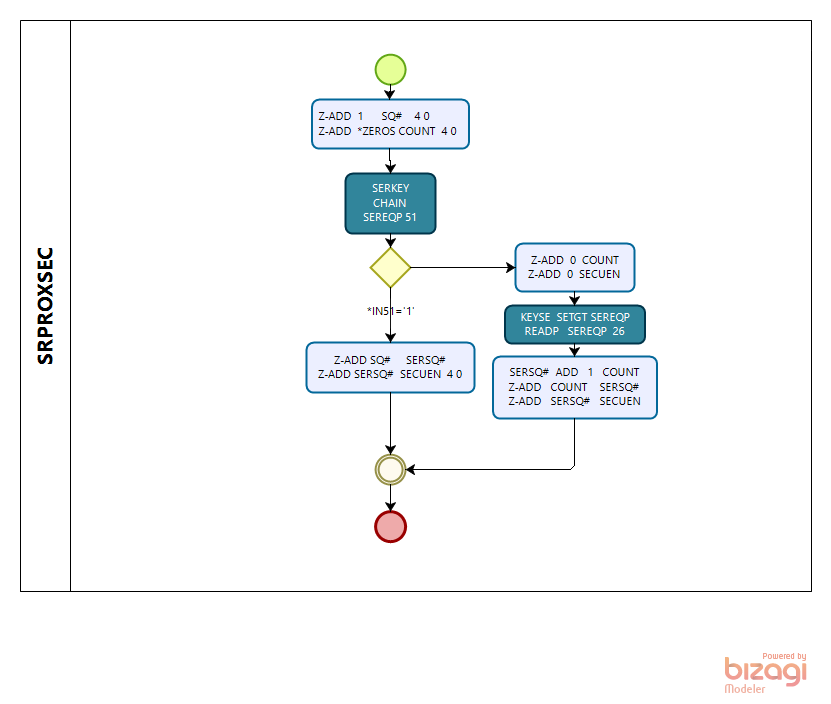 SRPROXSEC
Z-ADD 1 SQ# 4 0
Z-ADD *ZEROS COUNT 4 0
SERKEY
CHAIN
SEREQP 51
*IN51='1'
Z-ADD 0 COUNT
Z-ADD 0 SECUEN
KEYSE SETGT SEREQP
READP SEREQP 26
Z-ADD SQ# SERSQ#
Z-ADD SERSQ# SECUEN 4 0
SERSQ# ADD 1 COUNT
Z-ADD COUNT SERSQ#
Z-ADD SERSQ# SECUEN
Powered by
bizagi
Modeler